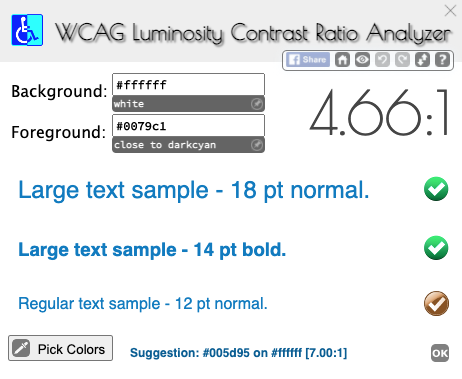 WCAG Luminosity Contrast Ratio Analyzer
Share
Background: #ffffff
white
Foreground: #0079c1
close to darkcyan
4.66:1
Large text sample - 18 pt normal.
Large text sample - 14 pt bold.
Regular text sample - 12 pt normal.
Pick Colors
Suggestion: #005d95 on #ffffff [7.00:1]
OK